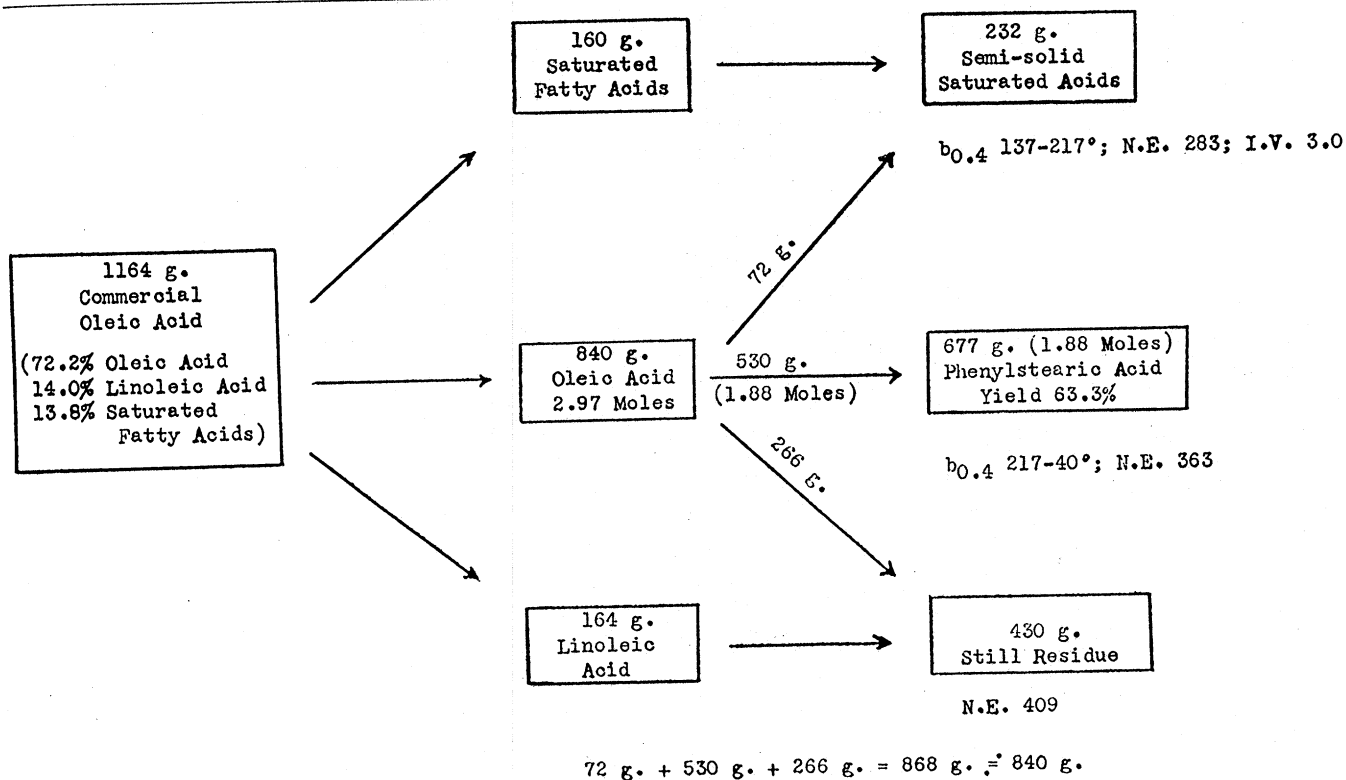 160 g.
Saturated
Fatty Acids
232 g.
Semi-solid
Saturated Acids
b0.4 137-217°; N.E. 283; I.V. 3.0
1164 g.
Commercial
Oleic Acid
(72.2% Oleic Acid
14.0% Linoleic Acid
13.8% Saturated
Fatty Acids)
72 g.
840 g.
Oleic Acid
2.97 Moles
530 g.
(1.88 Moles)
677 g. (1.88 Moles)
Phenylstearic Acid
Yield 63.3%
b0.4 217-40°; N.E. 363
266 g.
164 g.
Linoleic
Acid
430 g.
Still Residue
N.E. 409
72 g. + 530 g. + 266 g. = 868 g. ≓ 840 g.